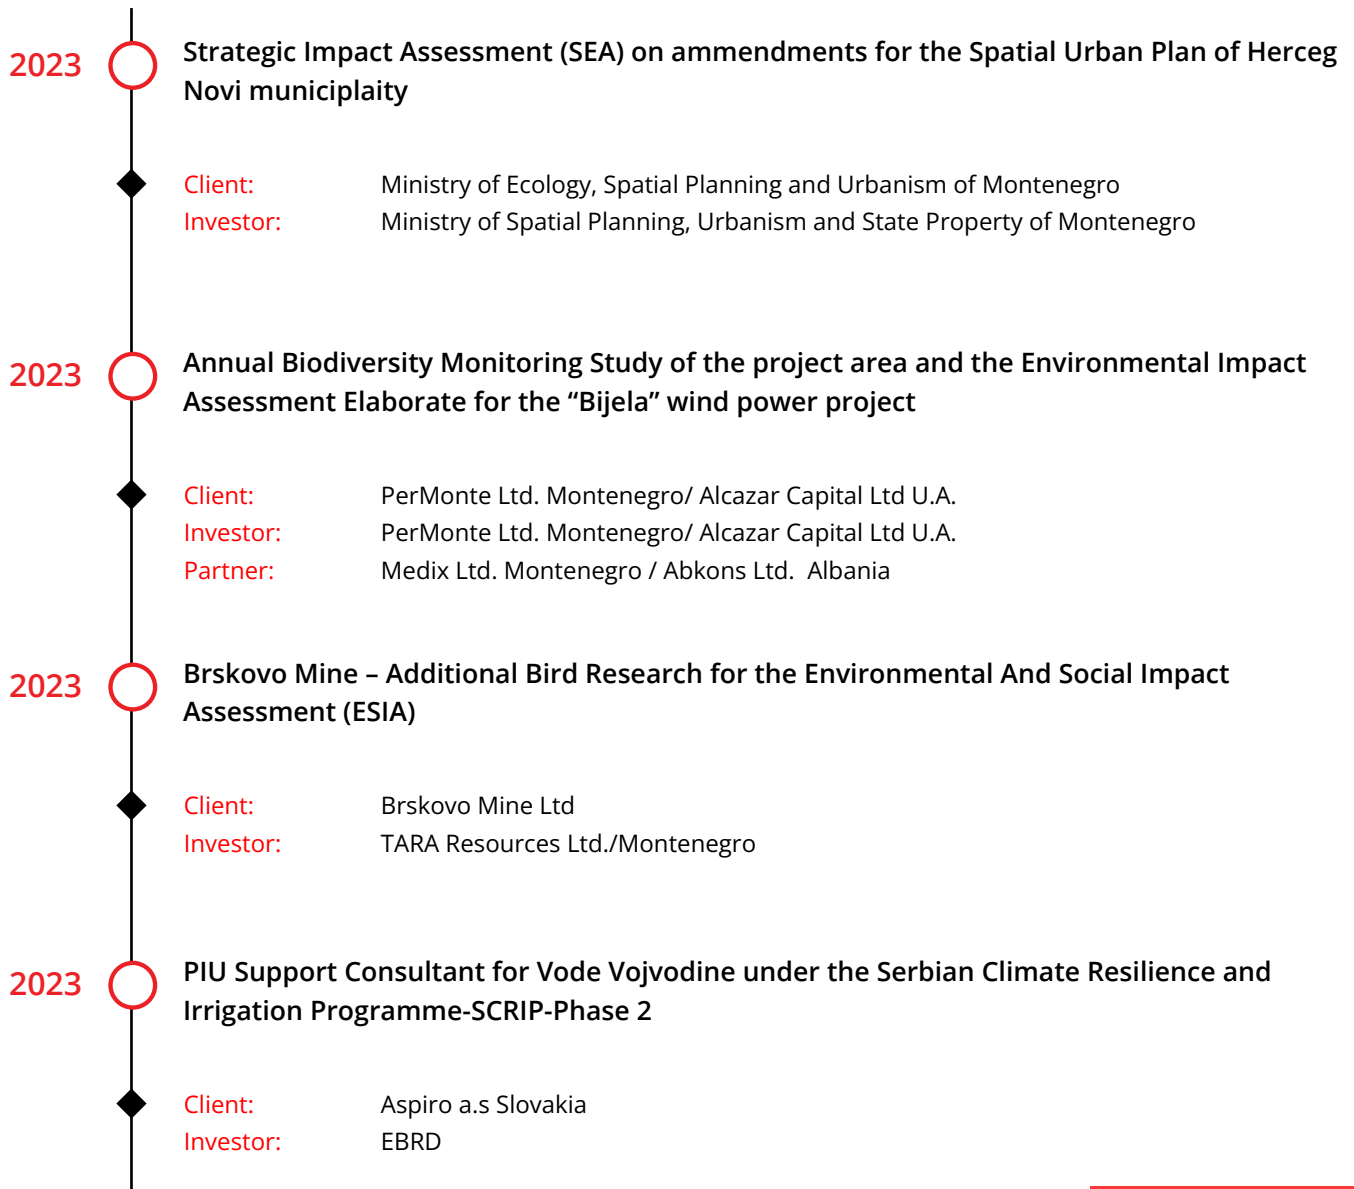 2023
Strategic Impact Assessment (SEA) on ammendments for the Spatial Urban Plan of Herceg
Novi municiplaity
Client: Ministry of Ecology, Spatial Planning and Urbanism of Montenegro
Investor: Ministry of Spatial Planning, Urbanism and State Property of Montenegro
2023
Annual Biodiversity Monitoring Study of the project area and the Environmental Impact
Assessment Elaborate for the “Bijela” wind power project
Client: PerMonte Ltd. Montenegro/ Alcazar Capital Ltd U.A.
Investor: PerMonte Ltd. Montenegro/ Alcazar Capital Ltd U.A.
Partner: Medix Ltd. Montenegro / Abkons Ltd.  Albania
2023
Brskovo Mine – Additional Bird Research for the Environmental And Social Impact
Assessment (ESIA)
Client: Brskovo Mine Ltd
Investor: TARA Resources Ltd./Montenegro
2023
PIU Support Consultant for Vode Vojvodine under the Serbian Climate Resilience and
Irrigation Programme-SCRIP-Phase 2
Client: Aspiro a.s Slovakia
Investor: EBRD